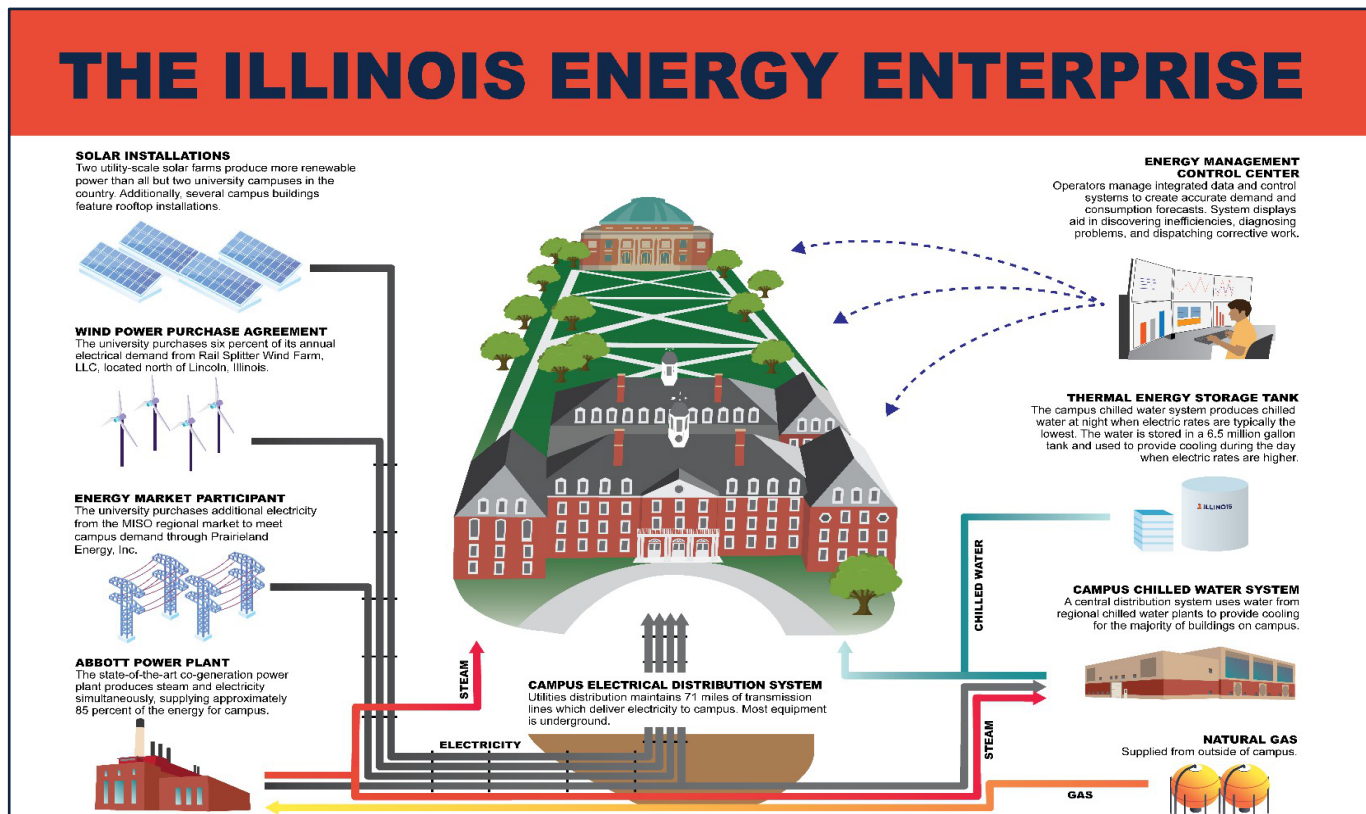 THE ILLINOIS ENERGY ENTERPRISE
SOLAR INSTALLATIONS
Two utility-scale solar farms produce more renewable
power than all but two university campuses in the
country. Additionally, several campus buildings
feature rooftop installations.
WIND POWER PURCHASE AGREEMENT
The university purchases six percent of its annual
electrical demand from Rail Splitter Wind Farm,
LLC, located north of Lincoln, Illinois.
ENERGY MARKET PARTICIPANT
The university purchases additional electricity
from the MISO regional market to meet
campus demand through Prairieland
Energy, Inc.
ABBOTT POWER PLANT
The state-of-the-art co-generation power
plant produces steam and electricity
simultaneously, supplying approximately
85 percent of the energy for campus.
STEAM
ELECTRICITY
CAMPUS ELECTRICAL DISTRIBUTION SYSTEM
Utilities distribution maintains 71 miles of transmission
lines which deliver electricity to campus. Most equipment
is underground.
ENERGY MANAGEMENT
CONTROL CENTER
Operators manage integrated data and control
systems to create accurate demand and
consumption forecasts. System displays
aid in discovering inefficiencies, diagnosing
problems, and dispatching corrective work.
THERMAL ENERGY STORAGE TANK
The campus chilled water system produces chilled
water at night when electric rates are typically the
lowest. The water is stored in a 6.5 million gallon
tank and used to provide cooling during the day
when electric rates are higher.
ILLINOIS
CHILLED WATER
CAMPUS CHILLED WATER SYSTEM
A central distribution system uses water from
regional chilled water plants to provide cooling
for the majority of buildings on campus.
STEAM
NATURAL GAS
Supplied from outside of campus.
GAS